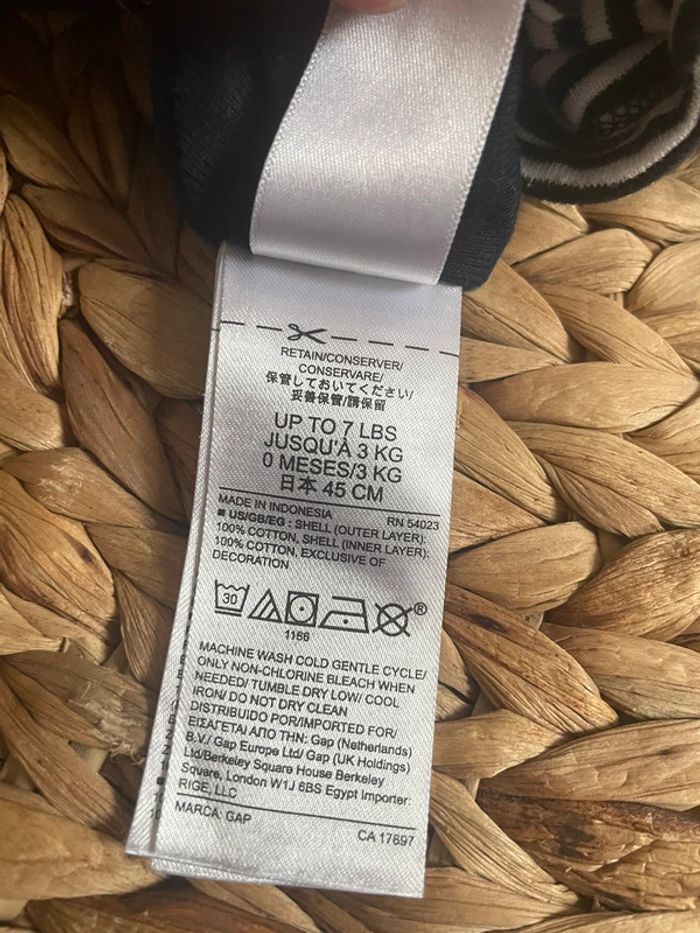 RETAIN/CONSERVER/
CONSERVARE/
保管しておいてください/
妥善保管/請保留
UP TO 7 LBS
JUSQU'À 3 KG
0 MESES/3 KG
日本 45 CM
MADE IN INDONESIA RN 54023
■ US/GB/EG : SHELL (OUTER LAYER):
100% COTTON, SHELL (INNER LAYER):
100% COTTON, EXCLUSIVE OF
DECORATION
30
®
1166
MACHINE WASH COLD GENTLE CYCLE/
ONLY NON-CHLORINE BLEACH WHEN
NEEDED/ TUMBLE DRY LOW/ COOL
IRON/ DO NOT DRY CLEAN
DISTRIBUIDO POR/IMPORTED FOR/
ΕΙΣΑΓΕΤΑΙ ΑΠΟ ΤΗΝ: Gap (Netherlands)
B.V./ Gap Europe Ltd/ Gap (UK Holdings)
Ltd/Berkeley Square House Berkeley
Square, London W1J 6BS Egypt Importer:
RIGE, LLC
MARCA: GAP
CA 17897